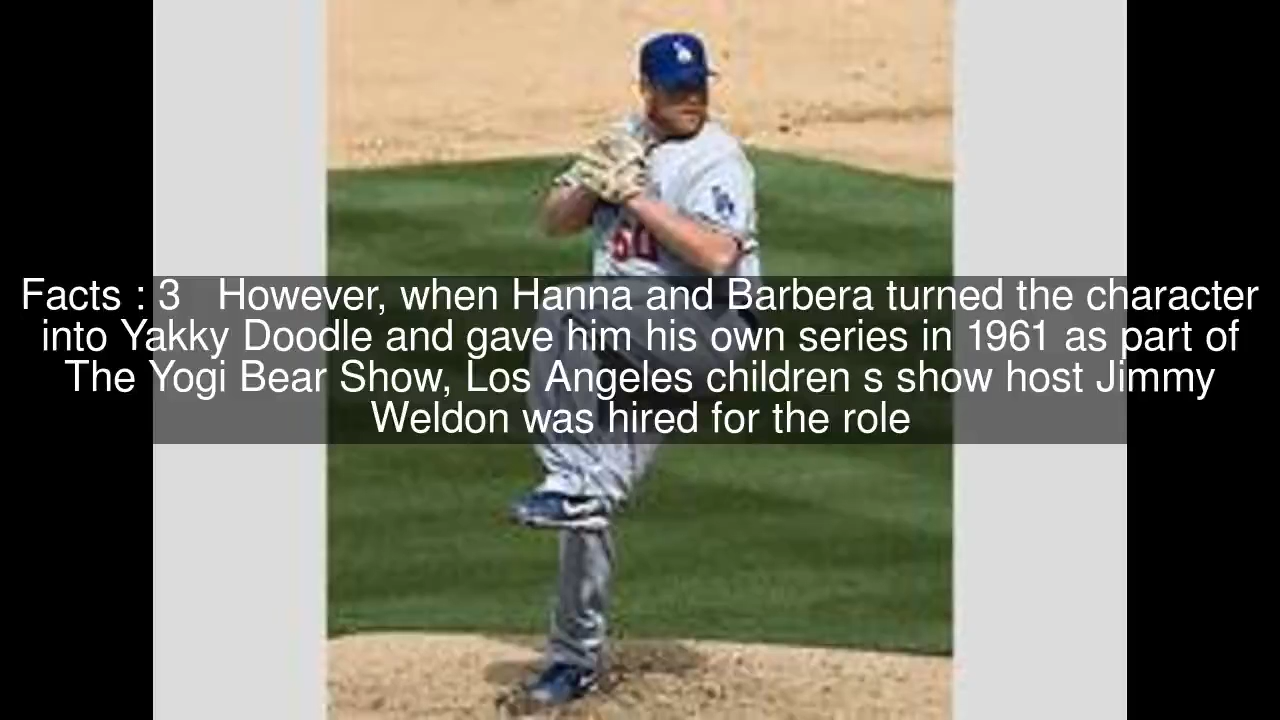 Facts : 3 However, when Hanna and Barbera turned the character
into Yakky Doodle and gave him his own series in 1961 as part of
The Yogi Bear Show, Los Angeles children s show host Jimmy
Weldon was hired for the role